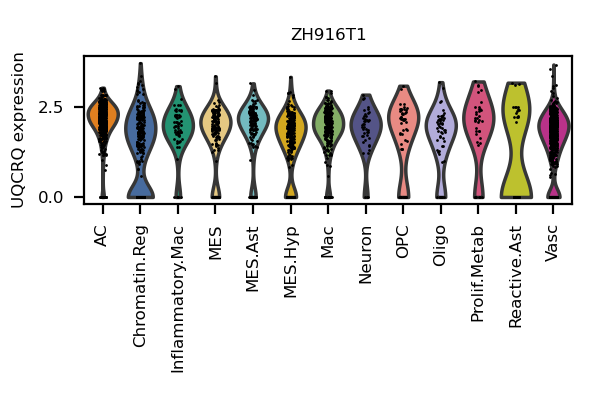 ZH916T1
UQCRQ expression
2.5
0.0
AC
Chromatin.Reg
Inflammatory.Mac
MES
MES.Ast
MES.Hyp
Mac
Neuron
OPC
Oligo
Prolif.Metab
Reactive.Ast
Vasc